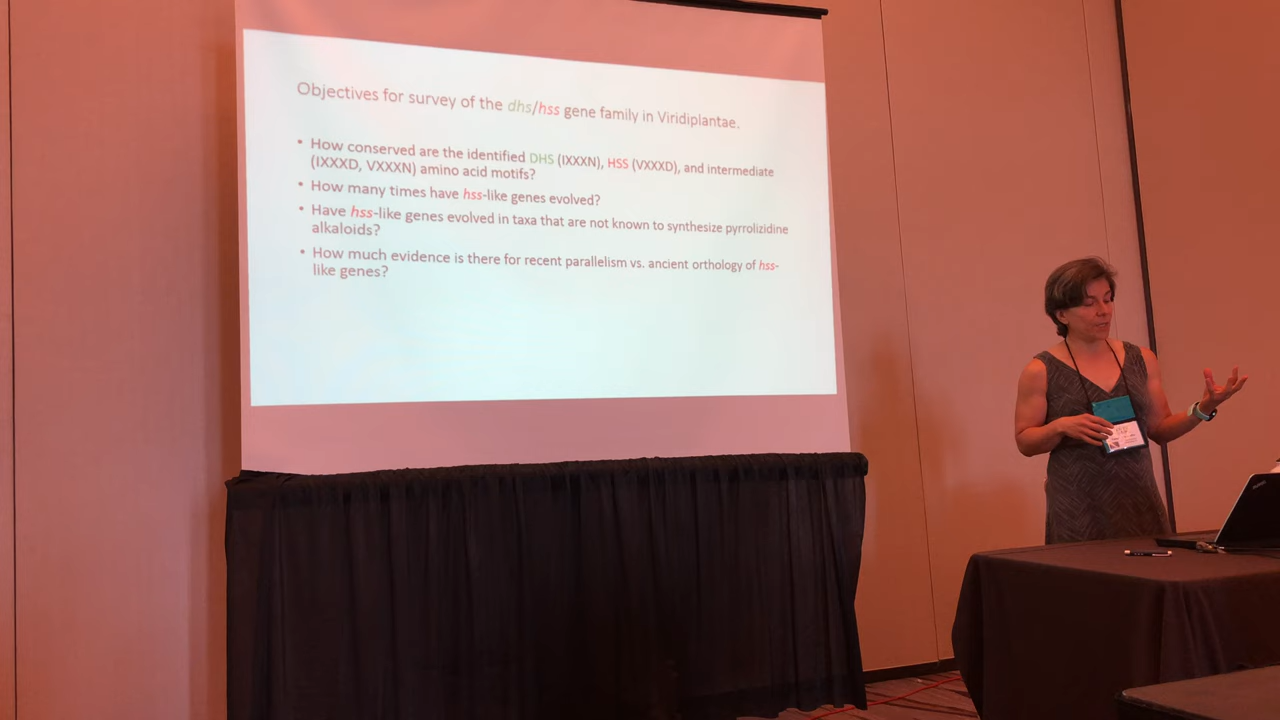 Objectives for survey of the dhs/hss gene family in Viridiplantae.
• How conserved are the identified DHS (IXXXN), HSS (VXXXD), and intermediate
(IXXXD, VXXXN) amino acid motifs?
• How many times have hss-like genes evolved?
• Have hss-like genes evolved in taxa that are not known to synthesize pyrrolizidine
alkaloids?
• How much evidence is there for recent parallelism vs. ancient orthology of hss-
like genes?